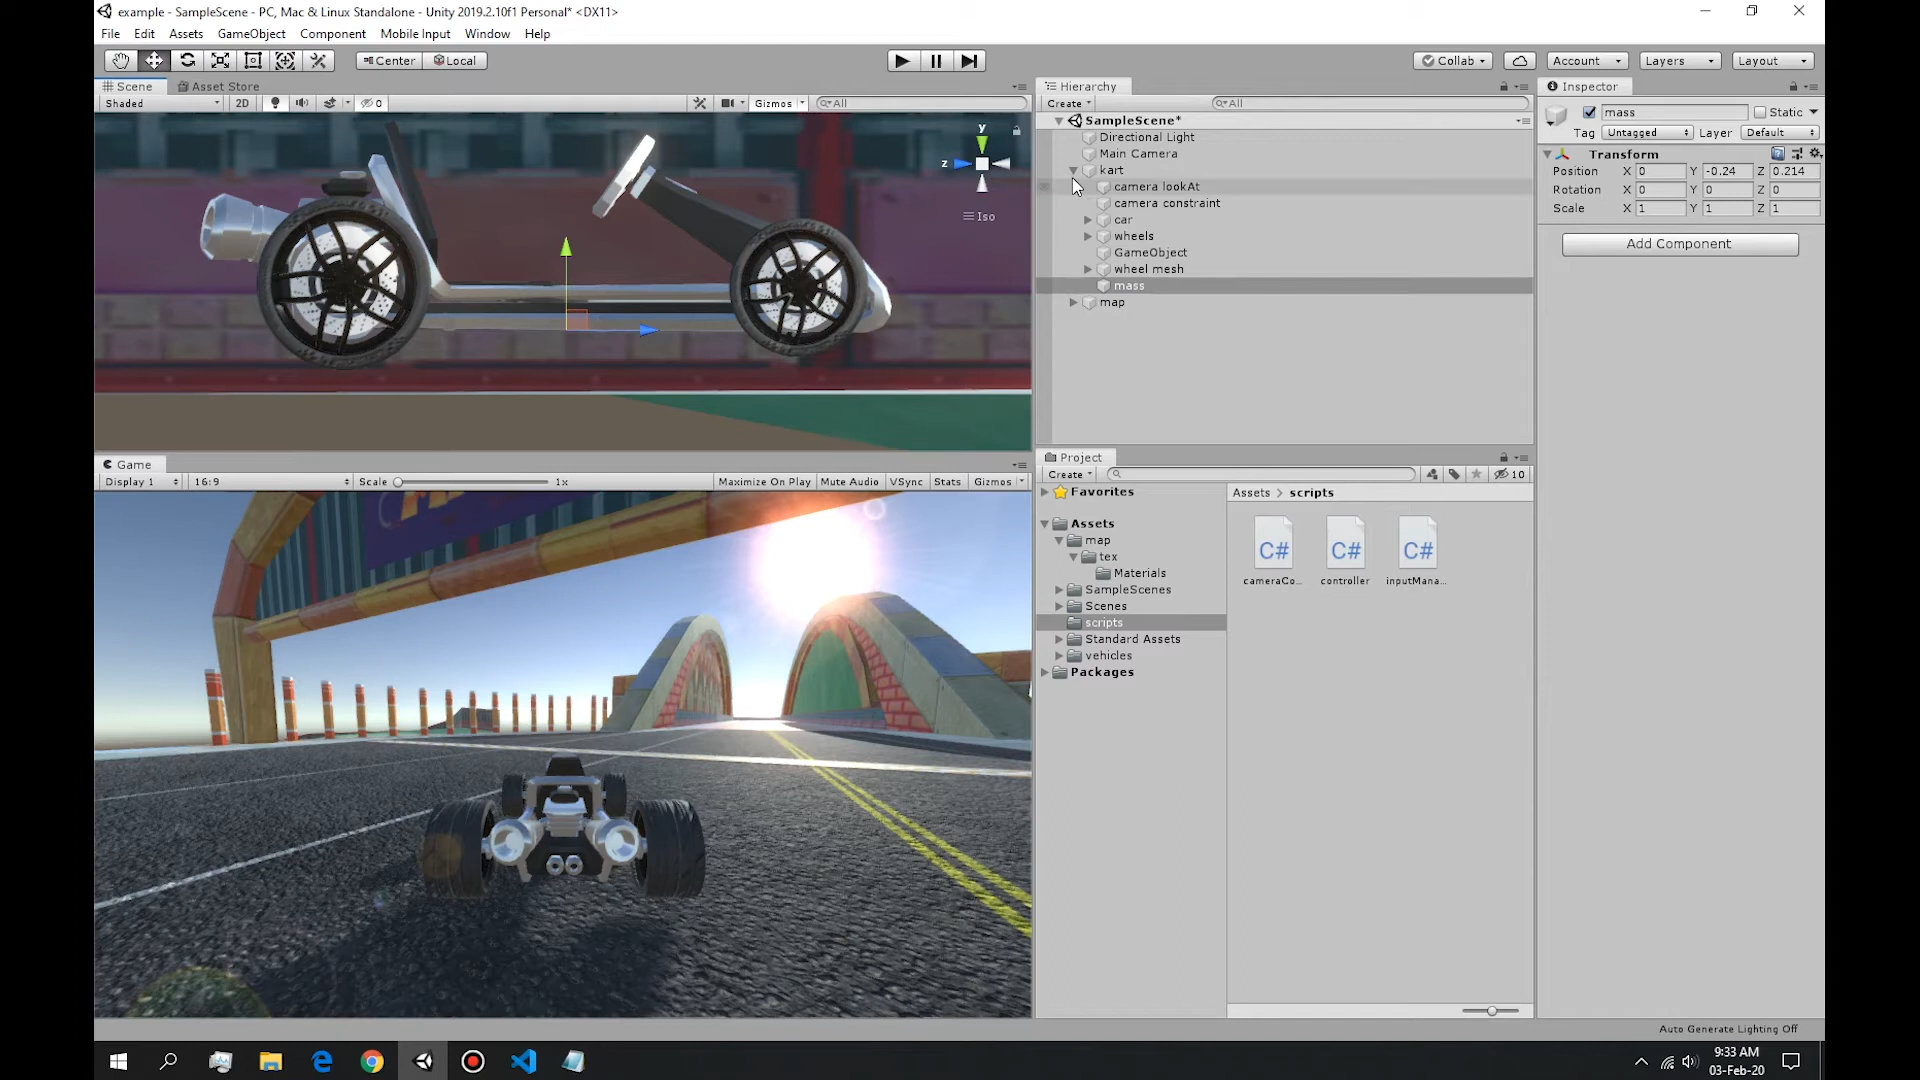 example - SampleScene - PC, Mac & Linux Standalone - Unity 2019.2.10f1 Personal* <DX11>
File Edit Assets GameObject Component Mobile Input Window Help
Center Local Collab Account Layers Layout
Scene Asset Store
Shaded 2D 0 Gizmos All
y
z
Iso
Game
Display 1 16:9 Scale 1x Maximize On Play Mute Audio VSync Stats Gizmos
Hierarchy
Create All
SampleScene*
Directional Light
Main Camera
kart
camera lookAt
camera constraint
car
wheels
GameObject
wheel mesh
mass
map
Project
Create 10
Favorites
Assets
map
tex
Materials
SampleScenes
Scenes
scripts
Standard Assets
vehicles
Packages
Assets > scripts
C# C# C#
cameraCo... controller inputMana...
Inspector
mass Static
Tag Untagged Layer Default
Transform
Position X 0 Y -0.24 Z 0.214
Rotation X 0 Y 0 Z 0
Scale X 1 Y 1 Z 1
Add Component
Auto Generate Lighting Off
9:33 AM
03-Feb-20